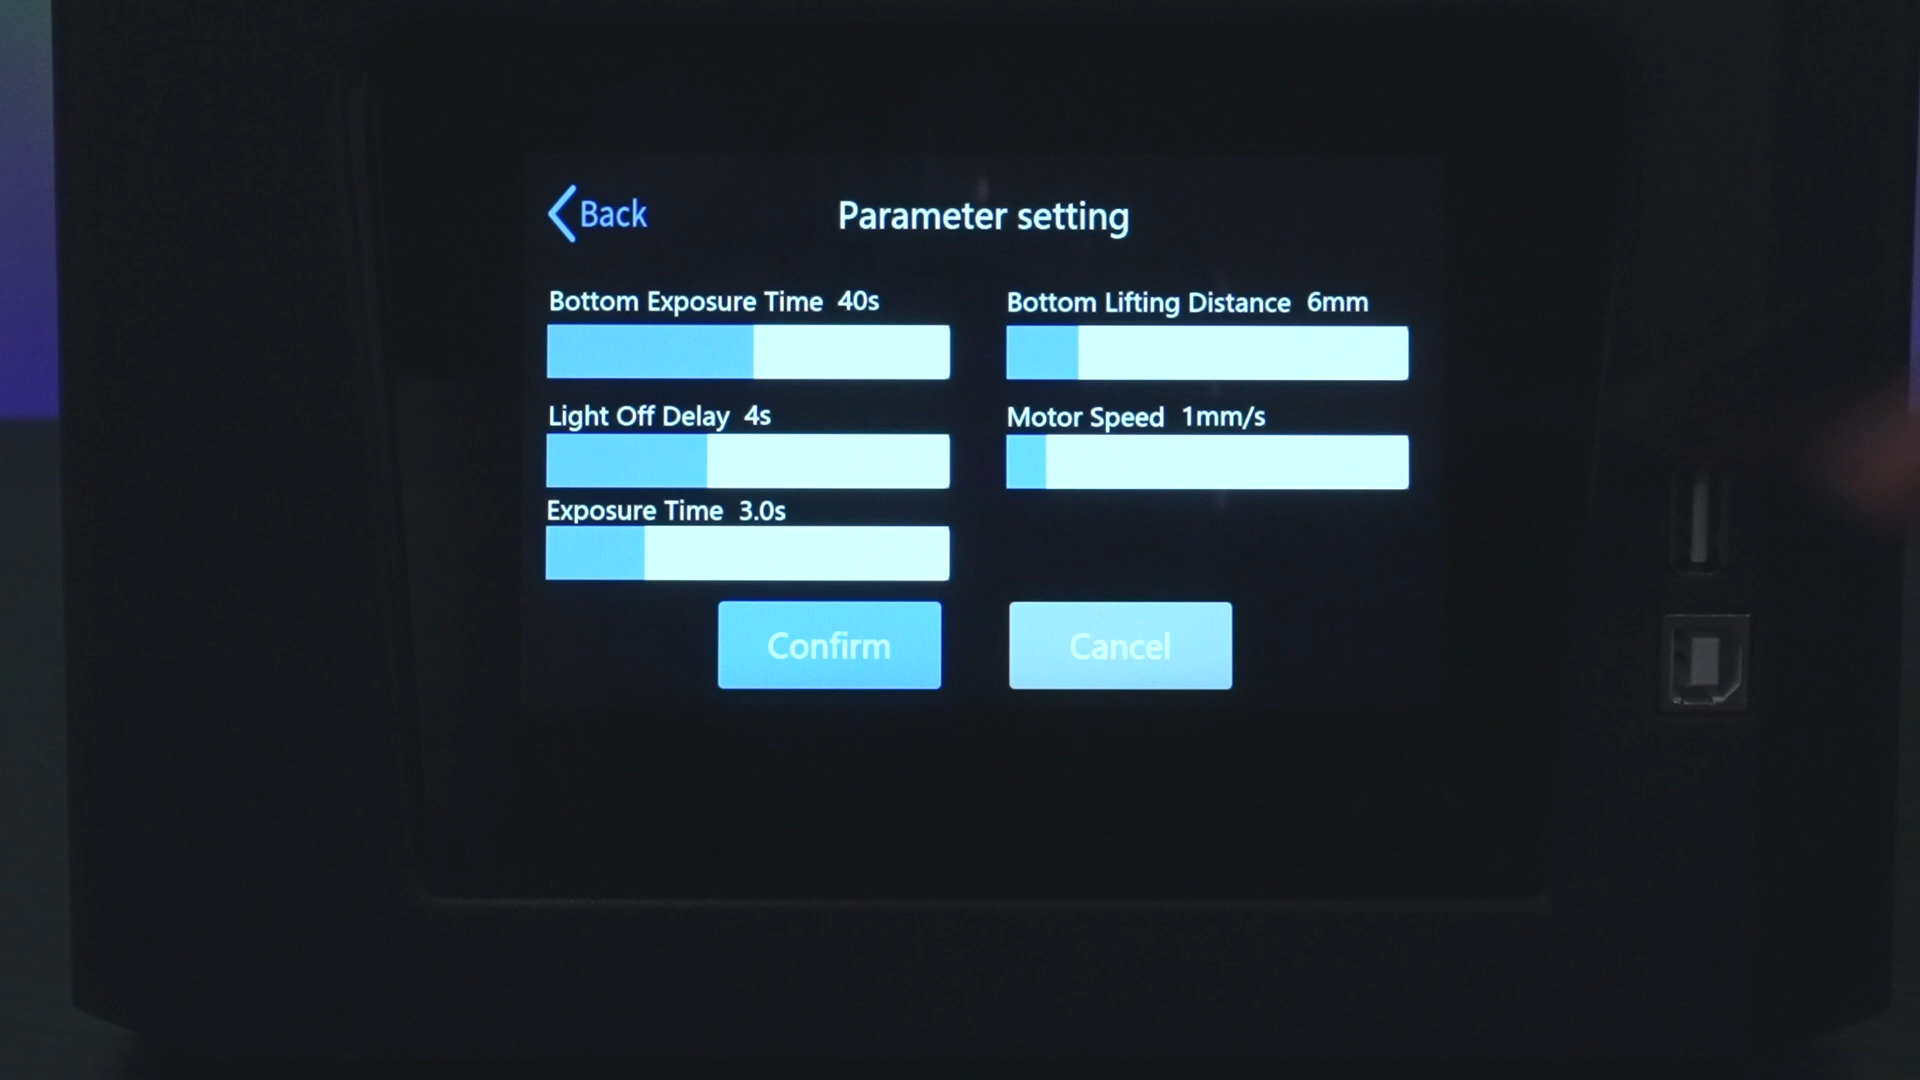 Back
Parameter setting
Bottom Exposure Time 40s
Bottom Lifting Distance 6mm
Light Off Delay 4s
Motor Speed 1mm/s
Exposure Time 3.0s
Confirm
Cancel